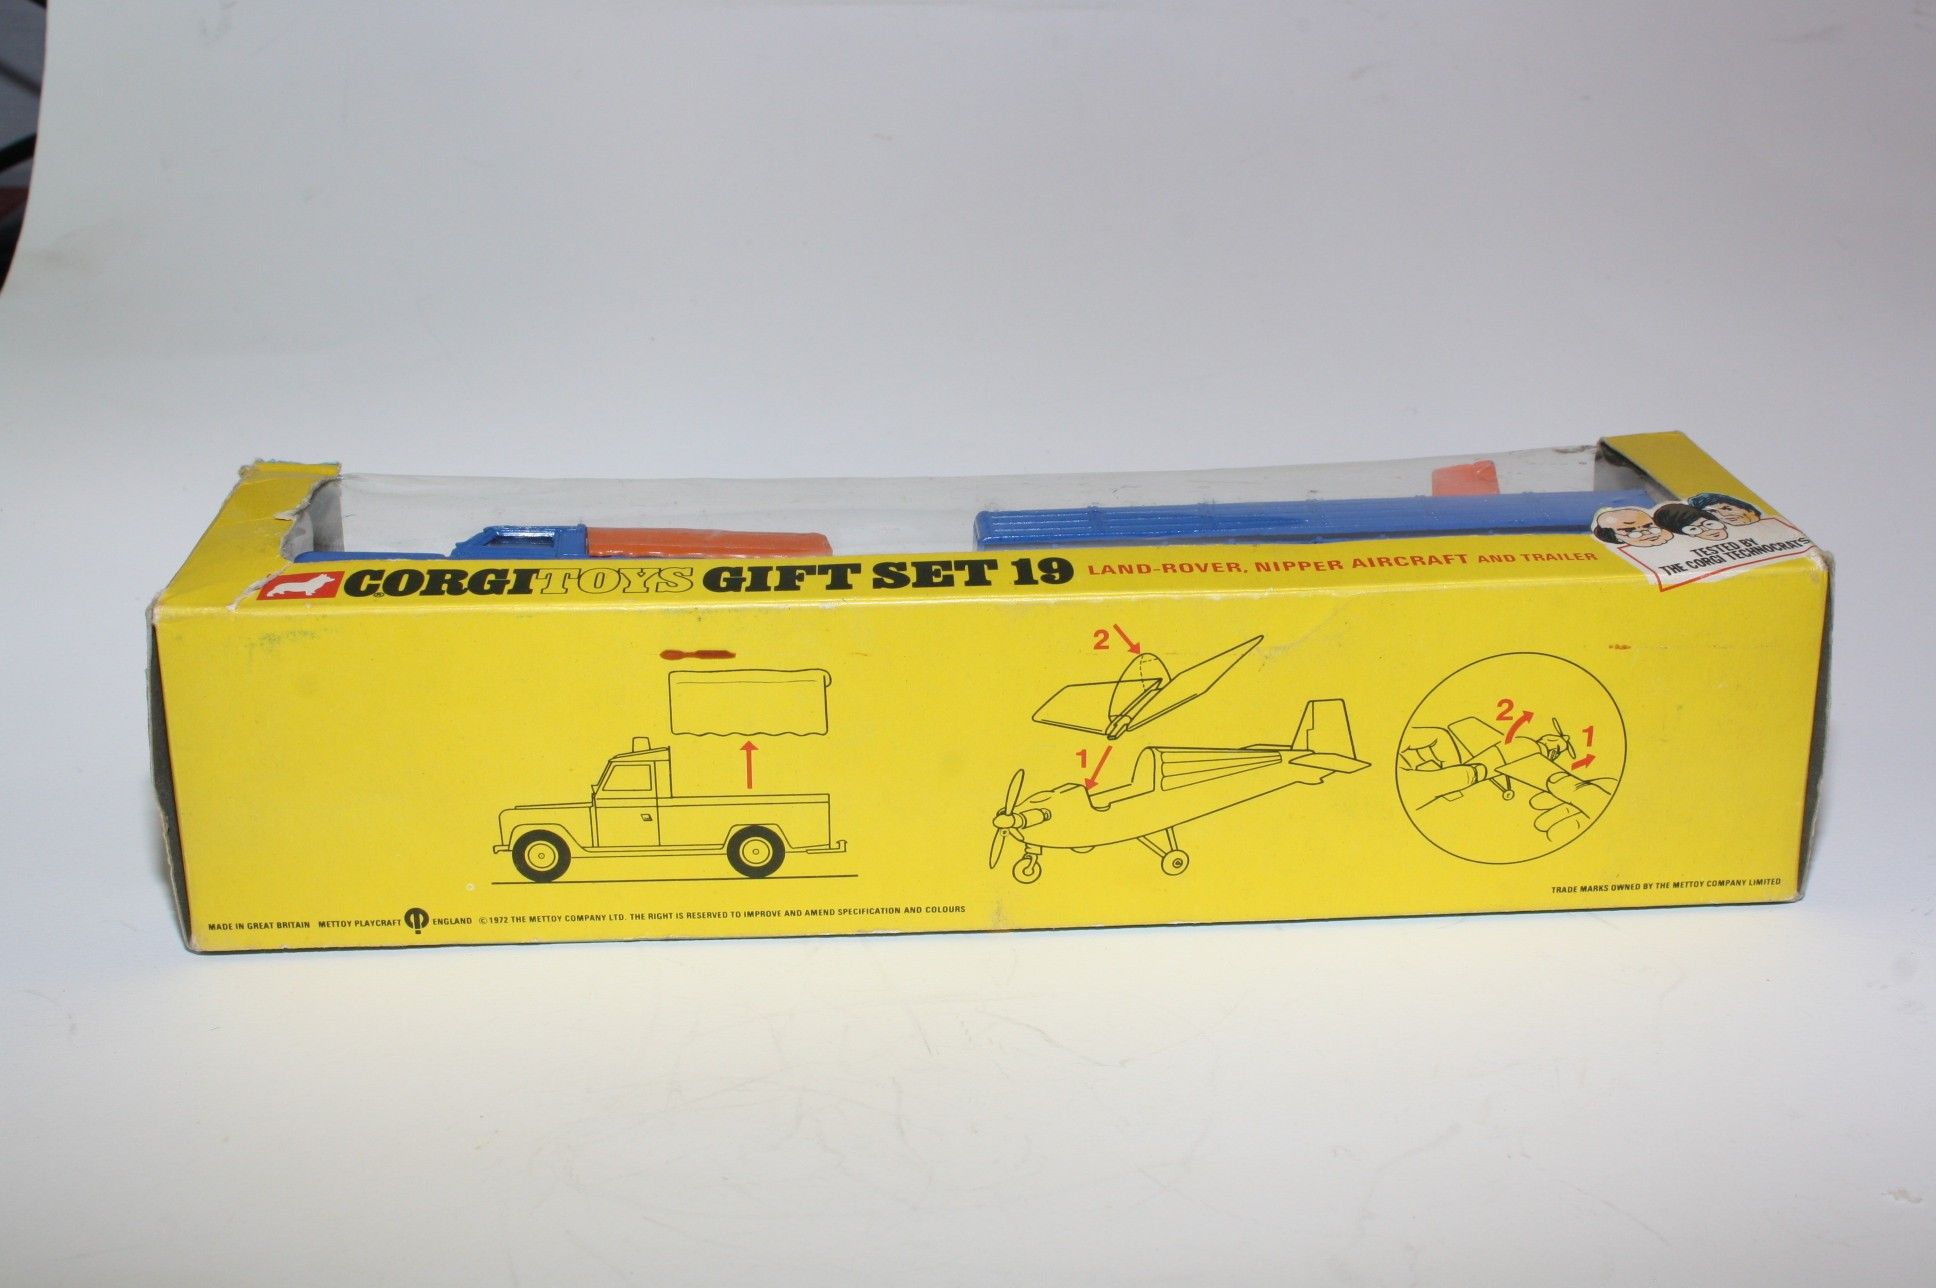 CORGI TOYS GIFT SET 19 LAND-ROVER, NIPPER AIRCRAFT AND TRAILER
TESTED BY
THE CORGI TECHNOCRATS
2
1
2
1
TRADE MARKS OWNED BY THE METTOY COMPANY LIMITED
MADE IN GREAT BRITAIN METTOY PLAYCRAFT ENGLAND © 1972 THE METTOY COMPANY LTD. THE RIGHT IS RESERVED TO IMPROVE AND AMEND SPECIFICATION AND COLOURS